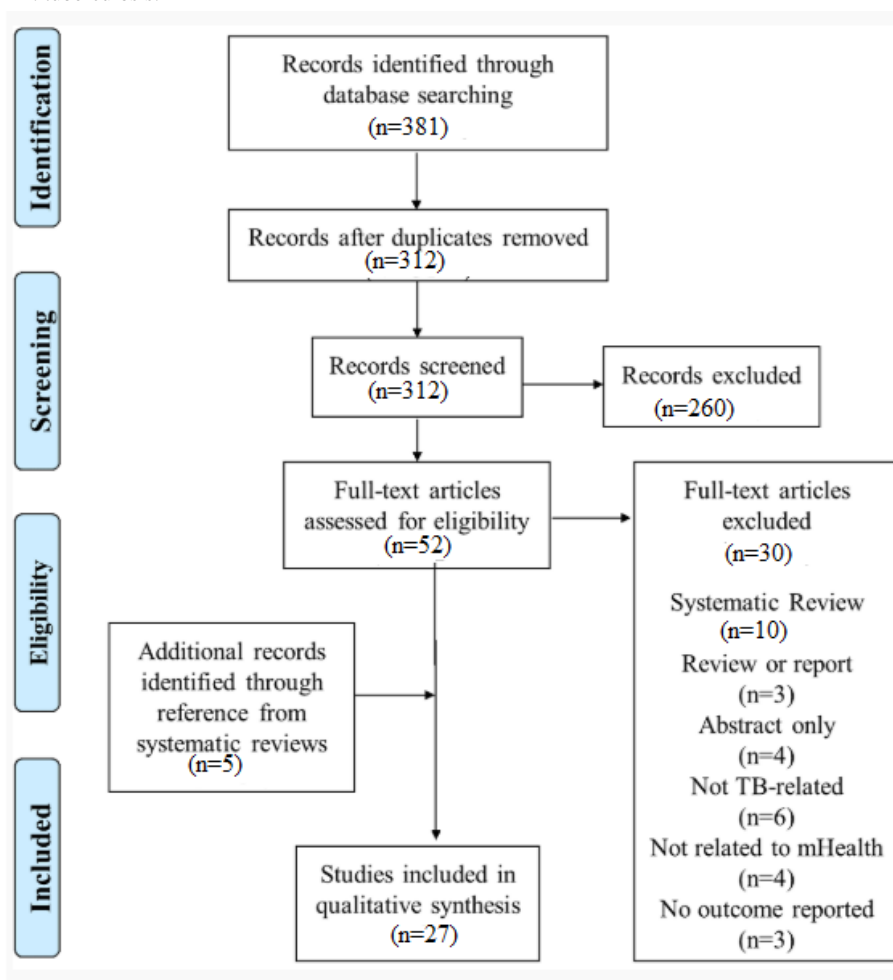 Identification
Records identified through
database searching
(n=381)
Records after duplicates removed
(n=312)
Screening
Records screened
(n=312)
Records excluded
(n=260)
Eligibility
Full-text articles
assessed for eligibility
(n=52)
Full-text articles
excluded
(n=30)
Systematic Review
(n=10)
Review or report
(n=3)
Abstract only
(n=4)
Not TB-related
(n=6)
Not related to mHealth
(n=4)
No outcome reported
(n=3)
Additional records
identified through
reference from
systematic reviews
(n=5)
Included
Studies included in
qualitative synthesis
(n=27)